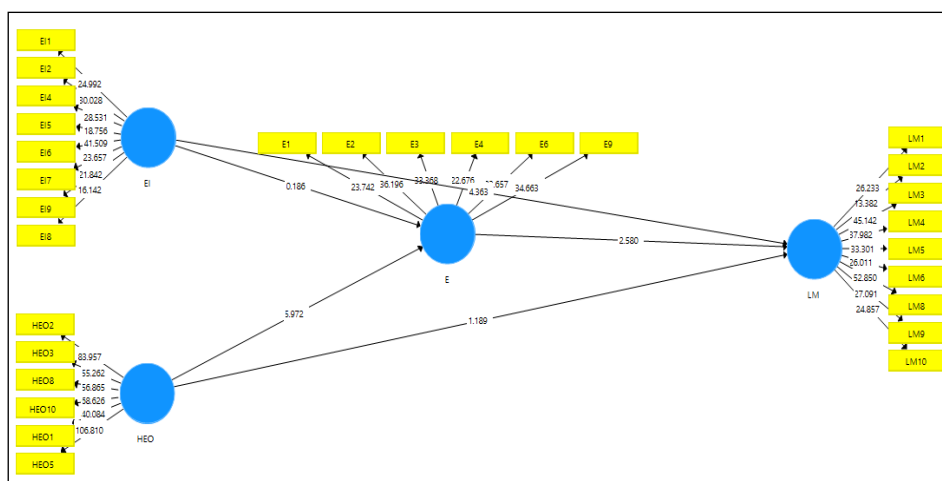 EI1
EI2
EI4
EI5
EI6
EI7
EI9
EI8
24.992
30.028
28.531
18.756
41.509
23.657
21.842
16.142
EI
E1
E2
E3
E4
E6
E9
23.742
36.196
33.368
22.676
34.663
0.186
4.363
E
2.580
5.972
1.189
LM1
LM2
LM3
LM4
LM5
LM6
LM8
LM9
LM10
26.233
13.382
45.142
37.982
33.301
26.011
52.850
27.091
24.857
LM
HEO2
HEO3
HEO8
HEO10
HEO1
HEO5
83.957
55.262
56.865
40.084
106.810
HEO